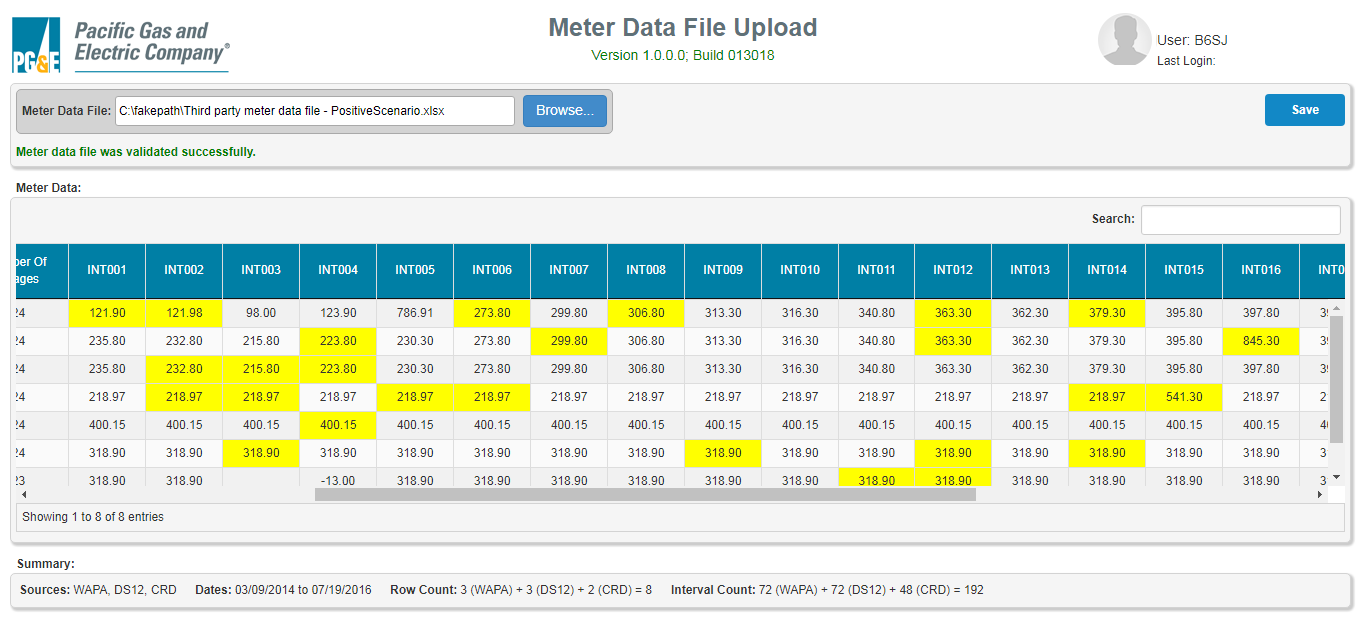 PG&E
Pacific Gas and
Electric Company®
Meter Data File Upload
Version 1.0.0.0; Build 013018
User: B6SJ
Last Login:
Meter Data File: C:\fakepath\Third party meter data file - PositiveScenario.xlsx Browse... Save
Meter data file was validated successfully.
Meter Data:
Search:
ber Of
ages INT001 INT002 INT003 INT004 INT005 INT006 INT007 INT008 INT009 INT010 INT011 INT012 INT013 INT014 INT015 INT016 INT0
24 121.90 121.98 98.00 123.90 786.91 273.80 299.80 306.80 313.30 316.30 340.80 363.30 362.30 379.30 395.80 397.80
24 235.80 232.80 215.80 223.80 230.30 273.80 299.80 306.80 313.30 316.30 340.80 363.30 362.30 379.30 395.80 845.30
24 235.80 232.80 215.80 223.80 230.30 273.80 299.80 306.80 313.30 316.30 340.80 363.30 362.30 379.30 395.80 397.80
24 218.97 218.97 218.97 218.97 218.97 218.97 218.97 218.97 218.97 218.97 218.97 218.97 218.97 218.97 541.30 218.97
24 400.15 400.15 400.15 400.15 400.15 400.15 400.15 400.15 400.15 400.15 400.15 400.15 400.15 400.15 400.15 400.15
24 318.90 318.90 318.90 318.90 318.90 318.90 318.90 318.90 318.90 318.90 318.90 318.90 318.90 318.90 318.90 318.90
23 318.90 318.90 -13.00 318.90 318.90 318.90 318.90 318.90 318.90 318.90 318.90 318.90 318.90 318.90 318.90
Showing 1 to 8 of 8 entries
Summary:
Sources: WAPA, DS12, CRD Dates: 03/09/2014 to 07/19/2016 Row Count: 3 (WAPA) + 3 (DS12) + 2 (CRD) = 8 Interval Count: 72 (WAPA) + 72 (DS12) + 48 (CRD) = 192